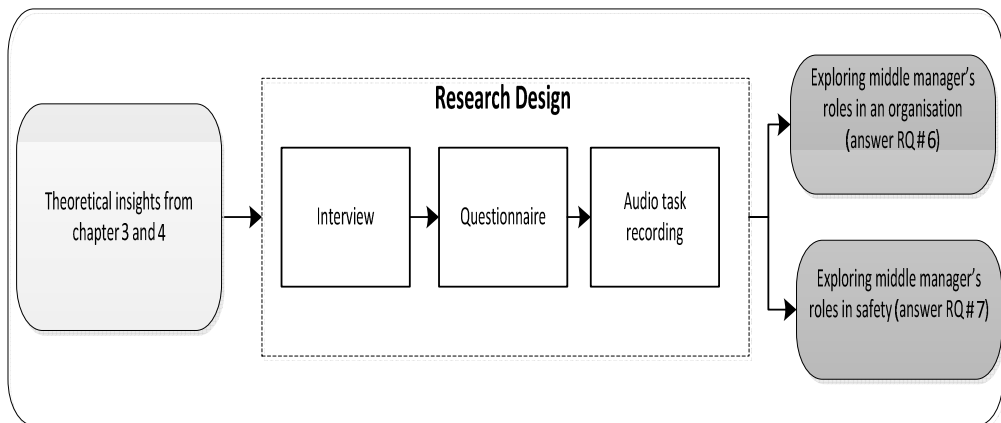 Research Design
Theoretical insights from
chapter 3 and 4
Interview
Questionnaire
Audio task
recording
Exploring middle manager's
roles in an organisation
(answer RQ # 6)
Exploring middle manager's
roles in safety (answer RQ # 7)